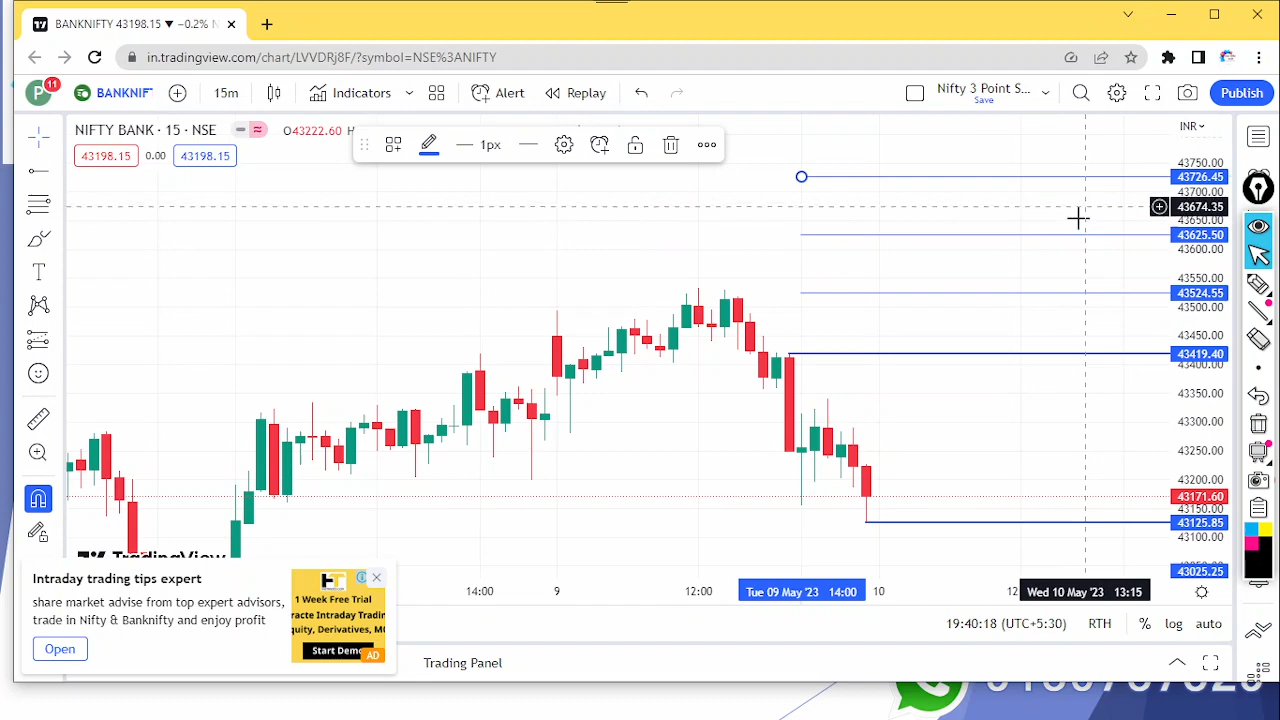 BANKNIFTY 43198.15 ▼ −0.2% N
in.tradingview.com/chart/LVVDRj8F/?symbol=NSE%3ANIFTY
P 11 BANKNIF 15m Indicators Alert Replay Nifty 3 Point S... Save Publish
NIFTY BANK · 15 · NSE O43222.60 H
43198.15 0.00 43198.15
1px
INR
43750.00
43726.45
43700.00
43674.35
43650.00
43625.50
43600.00
43550.00
43524.55
43500.00
43450.00
43419.40
43400.00
43350.00
43300.00
43250.00
43200.00
43171.60
43150.00
43125.85
43100.00
43050.00
43025.25
TradingView
Intraday trading tips expert
share market advise from top expert advisors,
trade in Nifty & Banknifty and enjoy profit
Open
1 Week Free Trial
equity, Derivatives,
Start Demo
AD
14:00 9 12:00 Tue 09 May '23 14:00 10 12 Wed 10 May '23 13:15
19:40:18 (UTC+5:30) RTH % log auto
Trading Panel